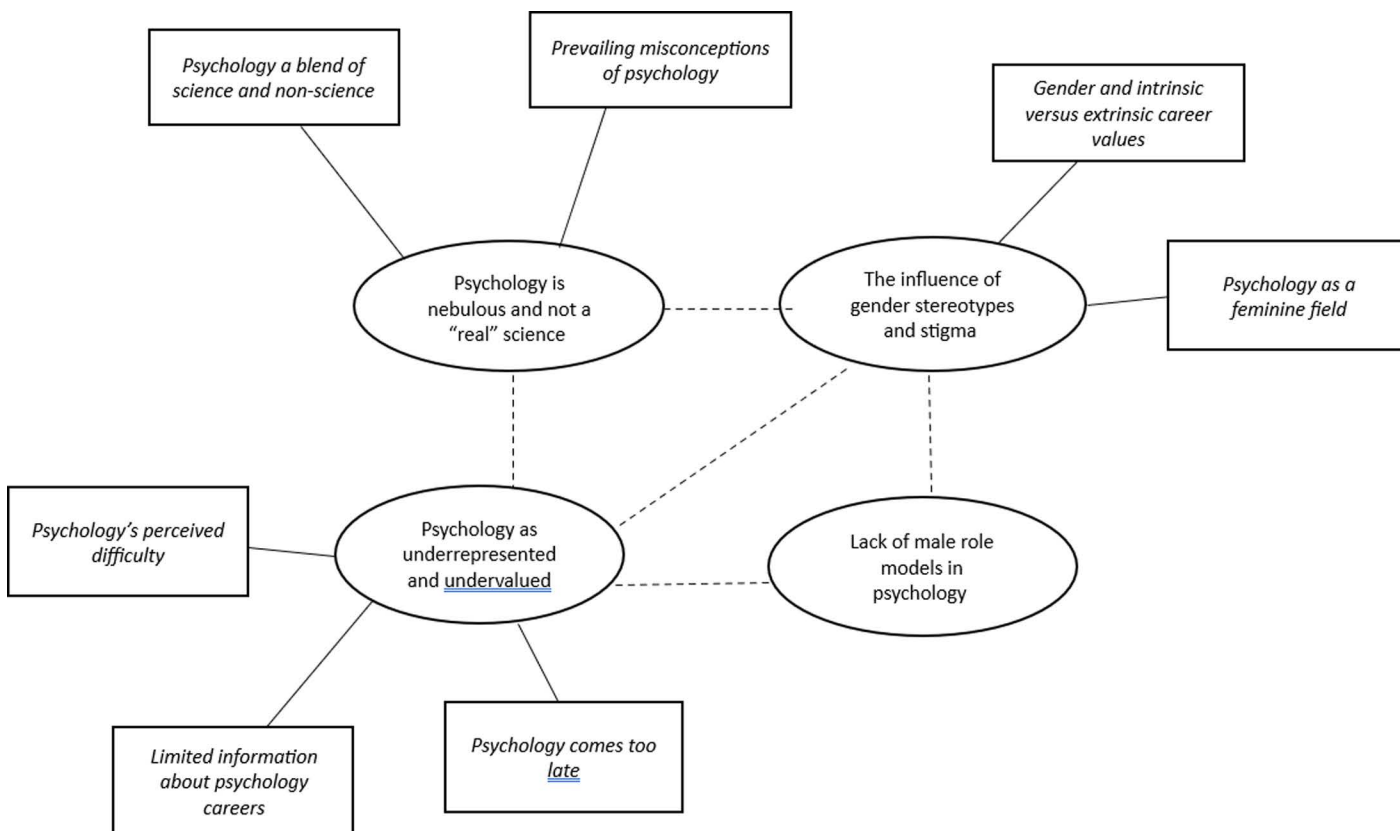 Psychology a blend of
science and non-science
Prevailing misconceptions
of psychology
Gender and intrinsic
versus extrinsic career
values
Psychology is
nebulous and not a
“real” science
The influence of
gender stereotypes
and stigma
Psychology as a
feminine field
Psychology’s perceived
difficulty
Psychology as
underrepresented
and undervalued
Lack of male role
models in
psychology
Limited information
about psychology
careers
Psychology comes too
late